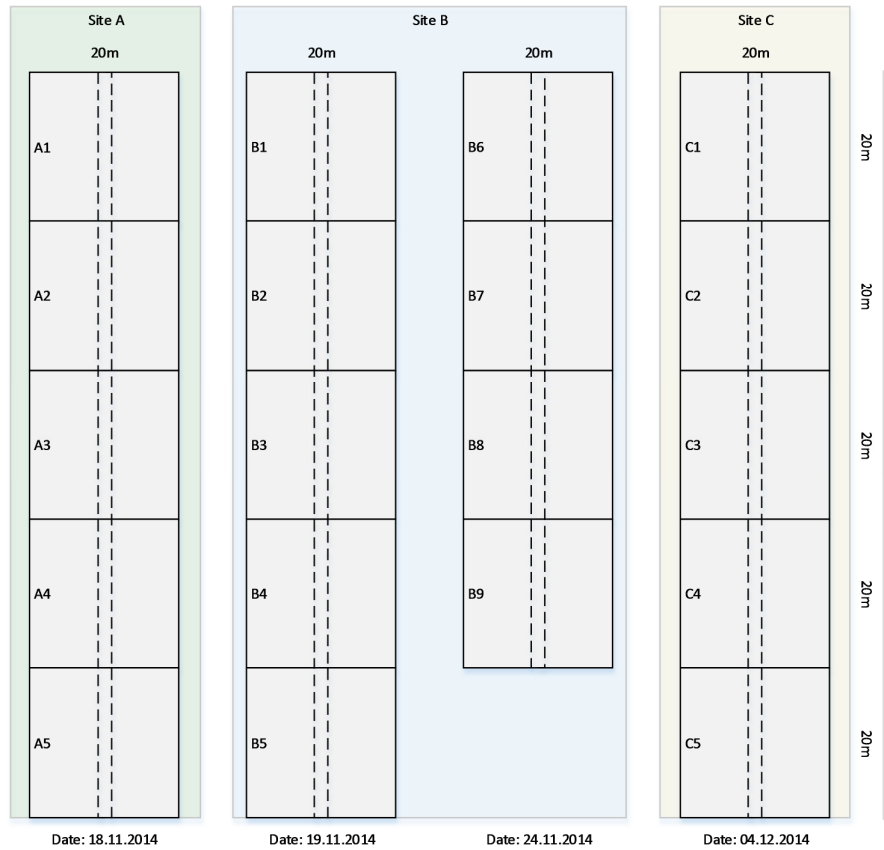 Site A
Site B
Site C
20m
20m
20m
20m
A1
B1
B6
C1
20m
A2
B2
B7
C2
20m
A3
B3
B8
C3
20m
A4
B4
B9
C4
20m
A5
B5
C5
20m
Date: 18.11.2014
Date: 19.11.2014
Date: 24.11.2014
Date: 04.12.2014